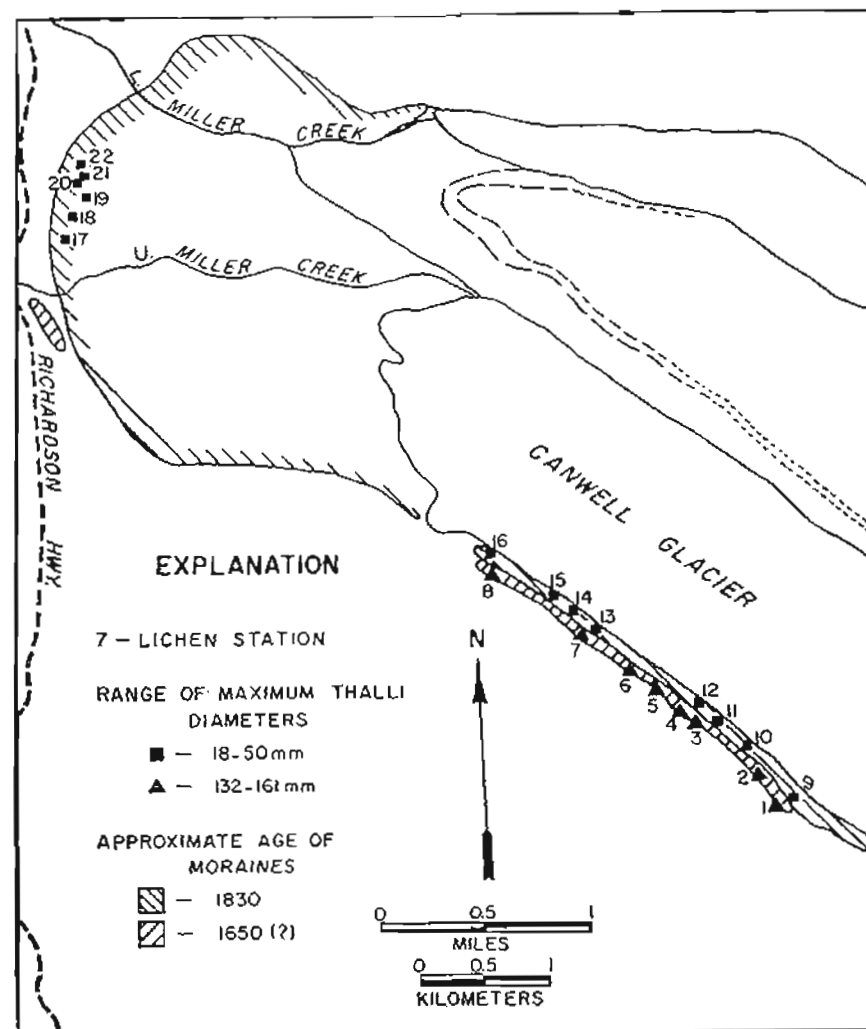 L. MILLER CREEK
22
21
20
19
18
17
U. MILLER CREEK
RICHARDSON HWY
CANWELL GLACIER
16
8
15
14
13
7
6
5
4
3
12
11
10
9
2
1
EXPLANATION
7 – LICHEN STATION
RANGE OF MAXIMUM THALLI
DIAMETERS
■ – 18-50mm
▲ – 132-161mm
APPROXIMATE AGE OF
MORAINES
– 1830
– 1650 (?)
N
0 0.5 1
MILES
0 0.5 1
KILOMETERS